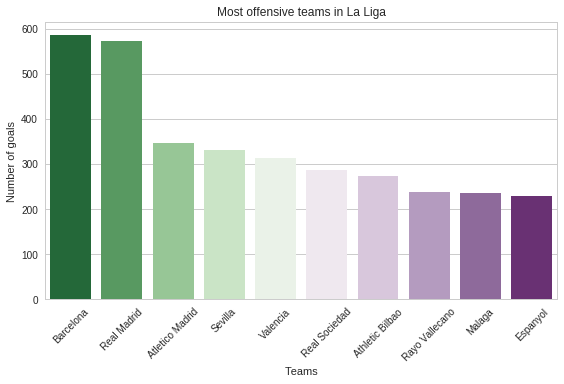 Most offensive teams in La Liga
Number of goals
600
500
400
300
200
100
0
Barcelona
Real Madrid
Atletico Madrid
Sevilla
Valencia
Real Sociedad
Athletic Bilbao
Rayo Vallecano
Malaga
Espanyol
Teams